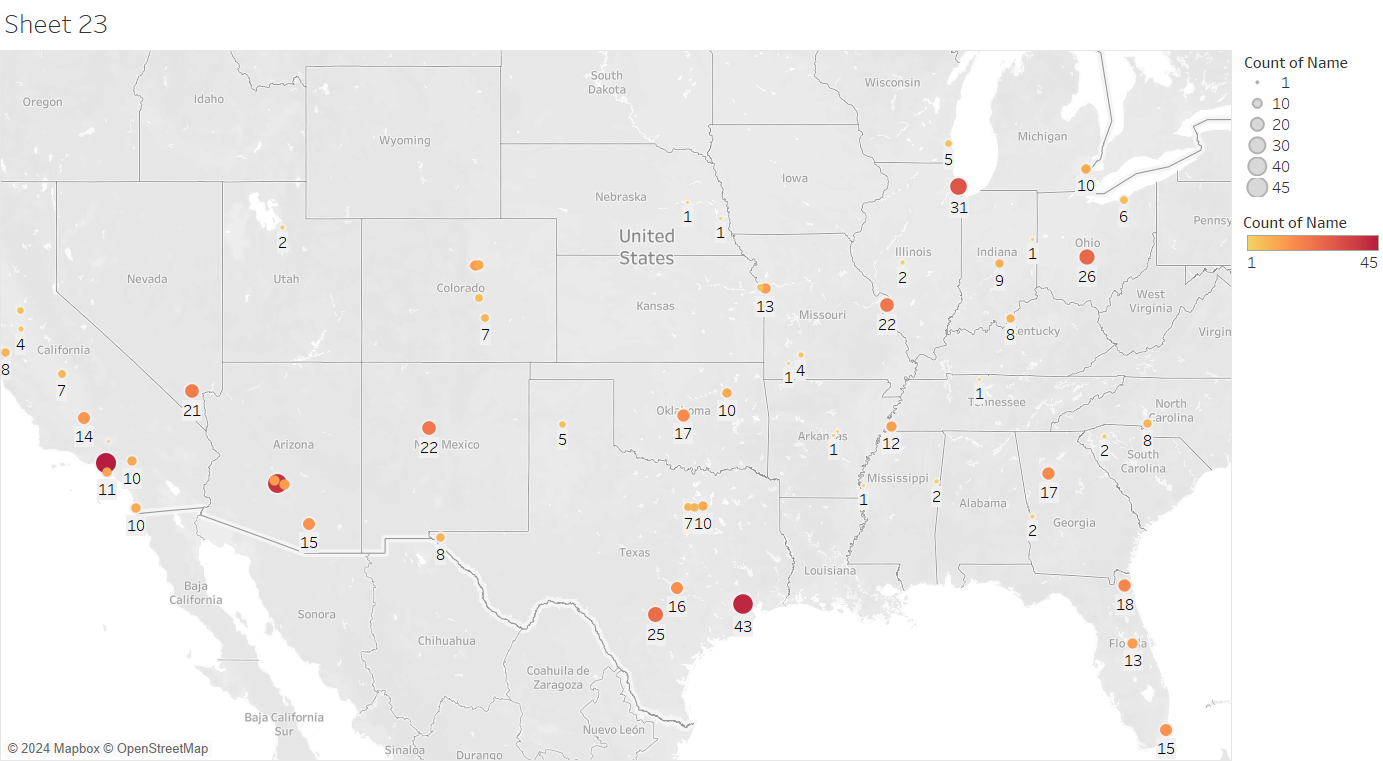 Sheet 23
Oregon
Idaho
Wyoming
South
Dakota
Wisconsin
Michigan
Iowa
Nebraska
United
States
Nevada
Utah
Colorado
Kansas
Missouri
Illinois
Indiana
Ohio
Pennsy
West
Virginia
Virgin
California
Arizona
Oklahoma
Arkansas
Tennessee
North
Carolina
South
Carolina
Mississippi
Alabama
Georgia
Louisiana
Texas
Baja
California
Sonora
Chihuahua
Coahuila de
Zaragoza
Nuevo León
Baja California
Sur
Sinaloa
Durango
5
31
10
6
1
1
2
2
1
9
26
13
22
8
7
4
8
7
21
14
1
4
1
10
17
5
22
1
12
8
2
11
10
10
15
8
7
10
1
2
17
2
16
25
43
18
13
15
© 2024 Mapbox © OpenStreetMap
Count of Name
1
10
20
30
40
45
Count of Name
1
45